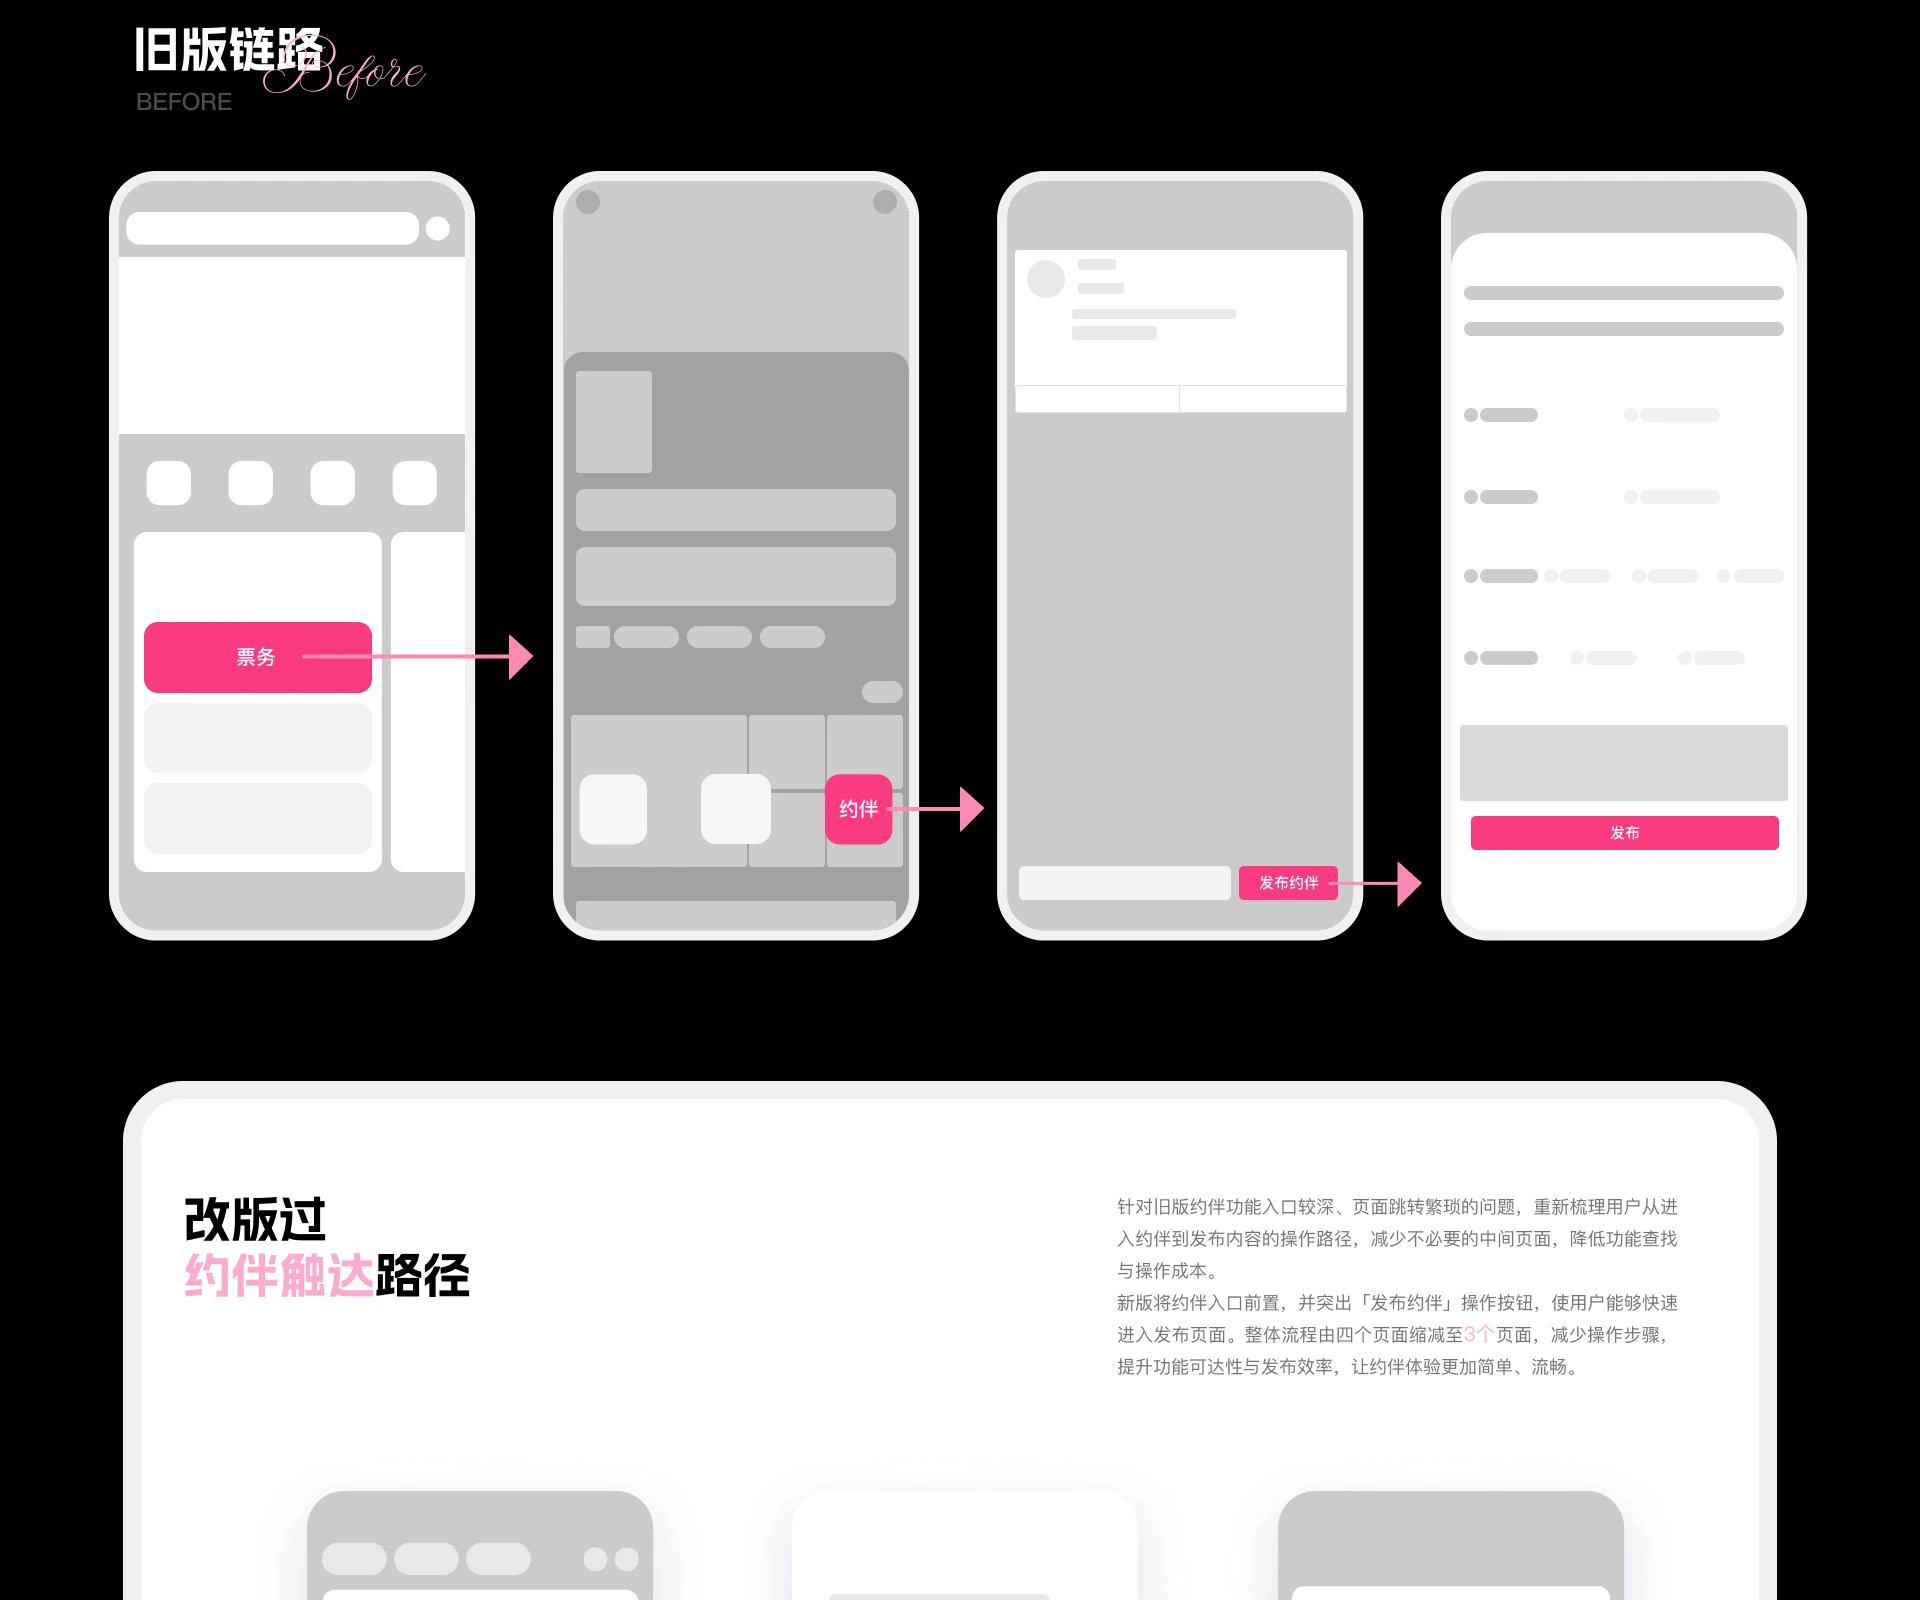 旧版链路
Before
BEFORE
票务
约伴
发布约伴
发布
改版过
约伴触达路径
针对旧版约伴功能入口较深、页面跳转繁琐的问题，重新梳理用户从进
入约伴到发布内容的操作路径，减少不必要的中间页面，降低功能查找
与操作成本。
新版将约伴入口前置，并突出「发布约伴」操作按钮，使用户能够快速
进入发布页面。整体流程由四个页面缩减至3个页面，减少操作步骤，
提升功能可达性与发布效率，让约伴体验更加简单、流畅。